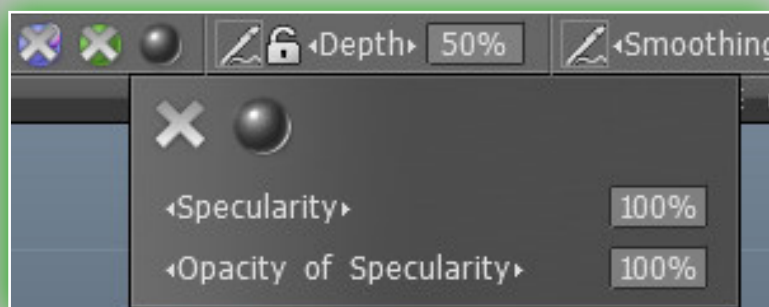 Depth 50% Smoothing
Specularity 100%
Opacity of Specularity 100%